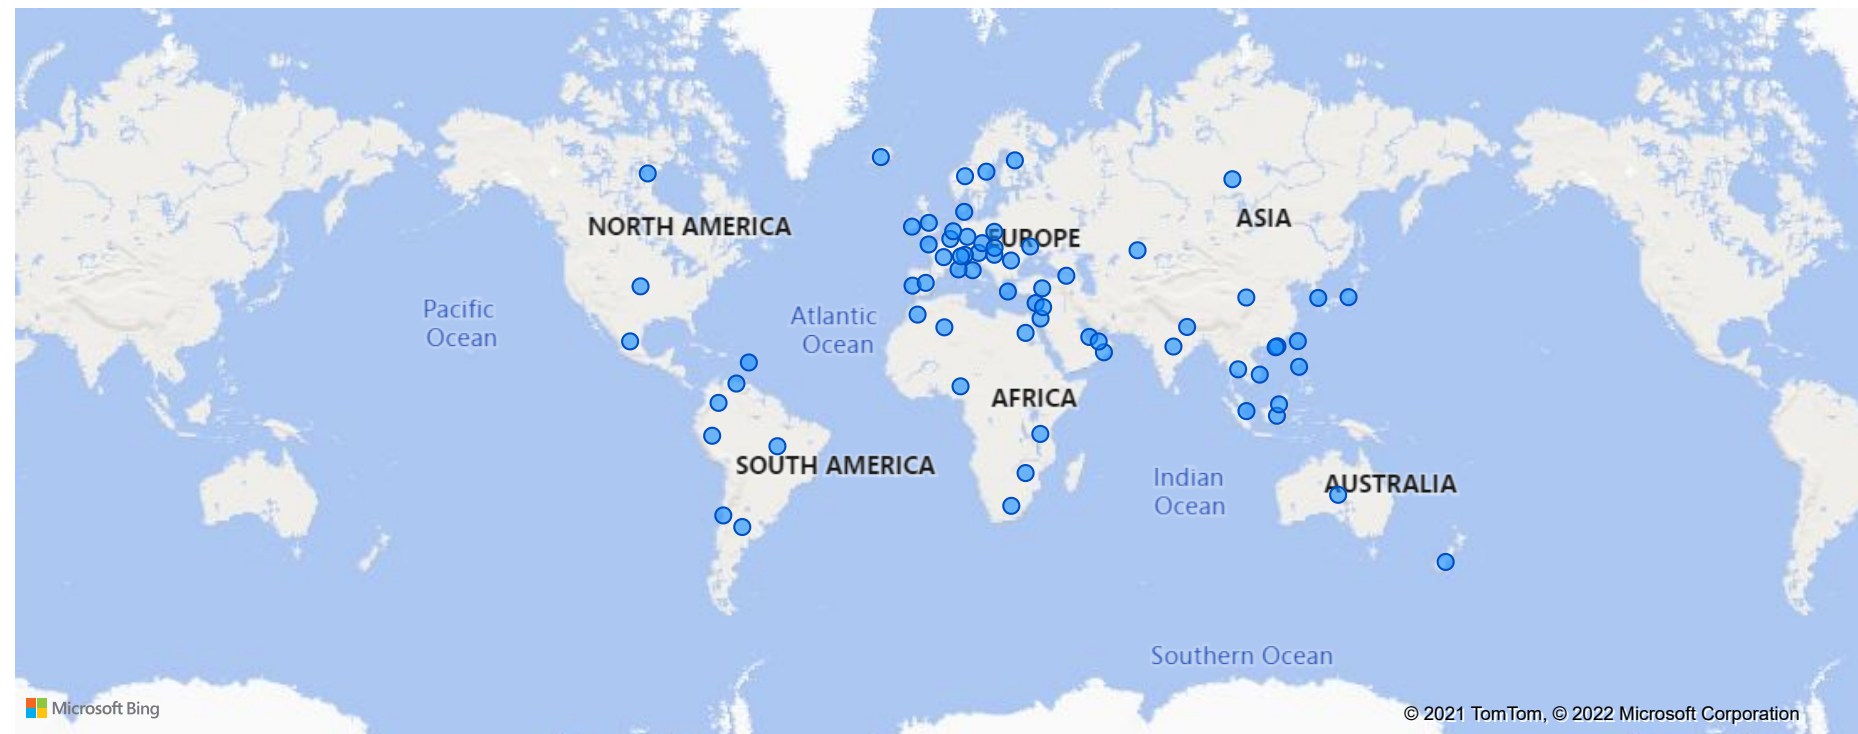 NORTH AMERICA
ASIA
EUROPE
Pacific
Ocean
Atlantic
Ocean
AFRICA
SOUTH AMERICA
Indian
Ocean
AUSTRALIA
Southern Ocean
Microsoft Bing
© 2021 TomTom, © 2022 Microsoft Corporation